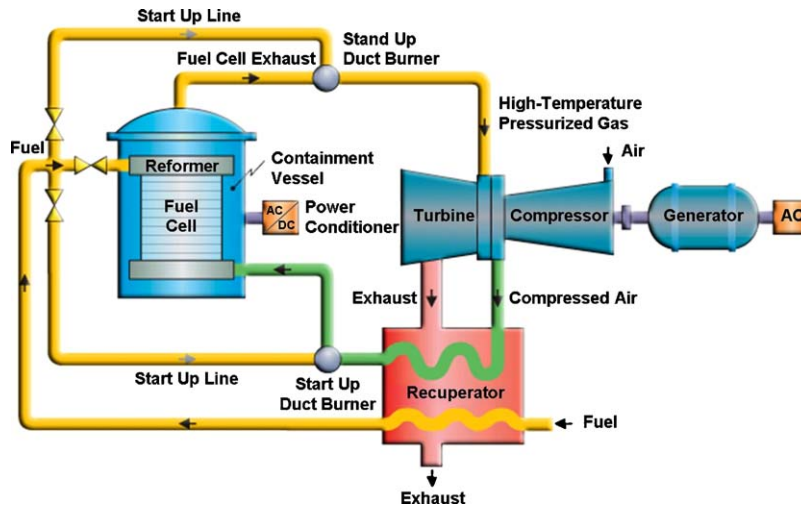 Start Up Line
Stand Up
Duct Burner
Fuel Cell Exhaust
High-Temperature
Pressurized Gas
Fuel
Reformer
Containment
Vessel
Air
Fuel
Cell
AC
DC
Power
Conditioner
Turbine
Compressor
Generator
AC
Exhaust
Compressed Air
Start Up Line
Start Up
Duct Burner
Recuperator
Fuel
Exhaust